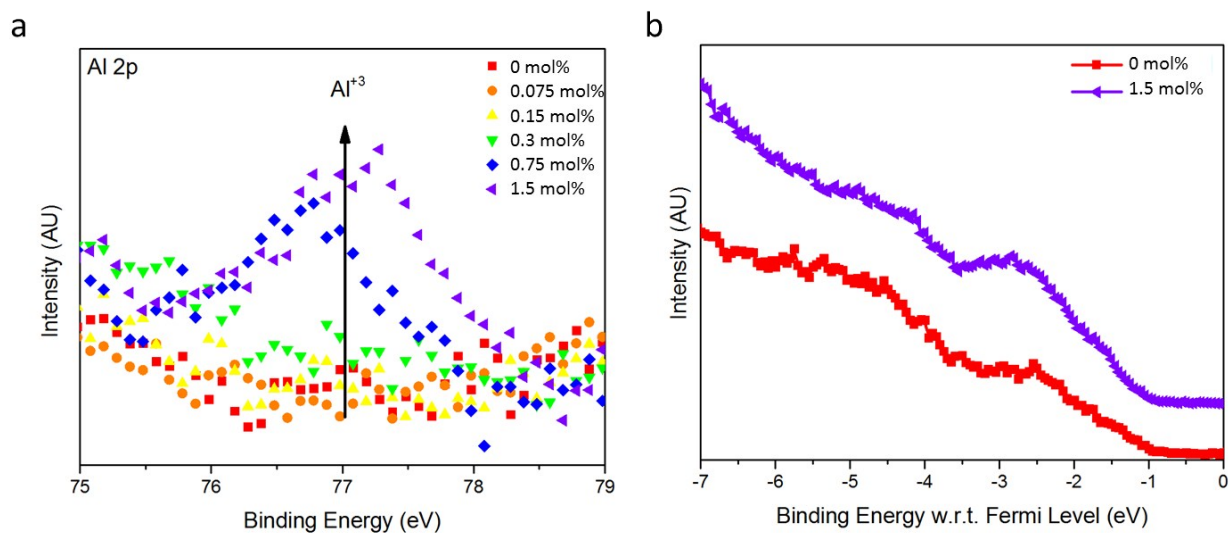 a
Al 2p
0 mol%
0.075 mol%
0.15 mol%
0.3 mol%
0.75 mol%
1.5 mol%
Al+3
Intensity (AU)
75 76 77 78 79
Binding Energy (eV)
b
0 mol%
1.5 mol%
Intensity (AU)
-7 -6 -5 -4 -3 -2 -1 0
Binding Energy w.r.t. Fermi Level (eV)